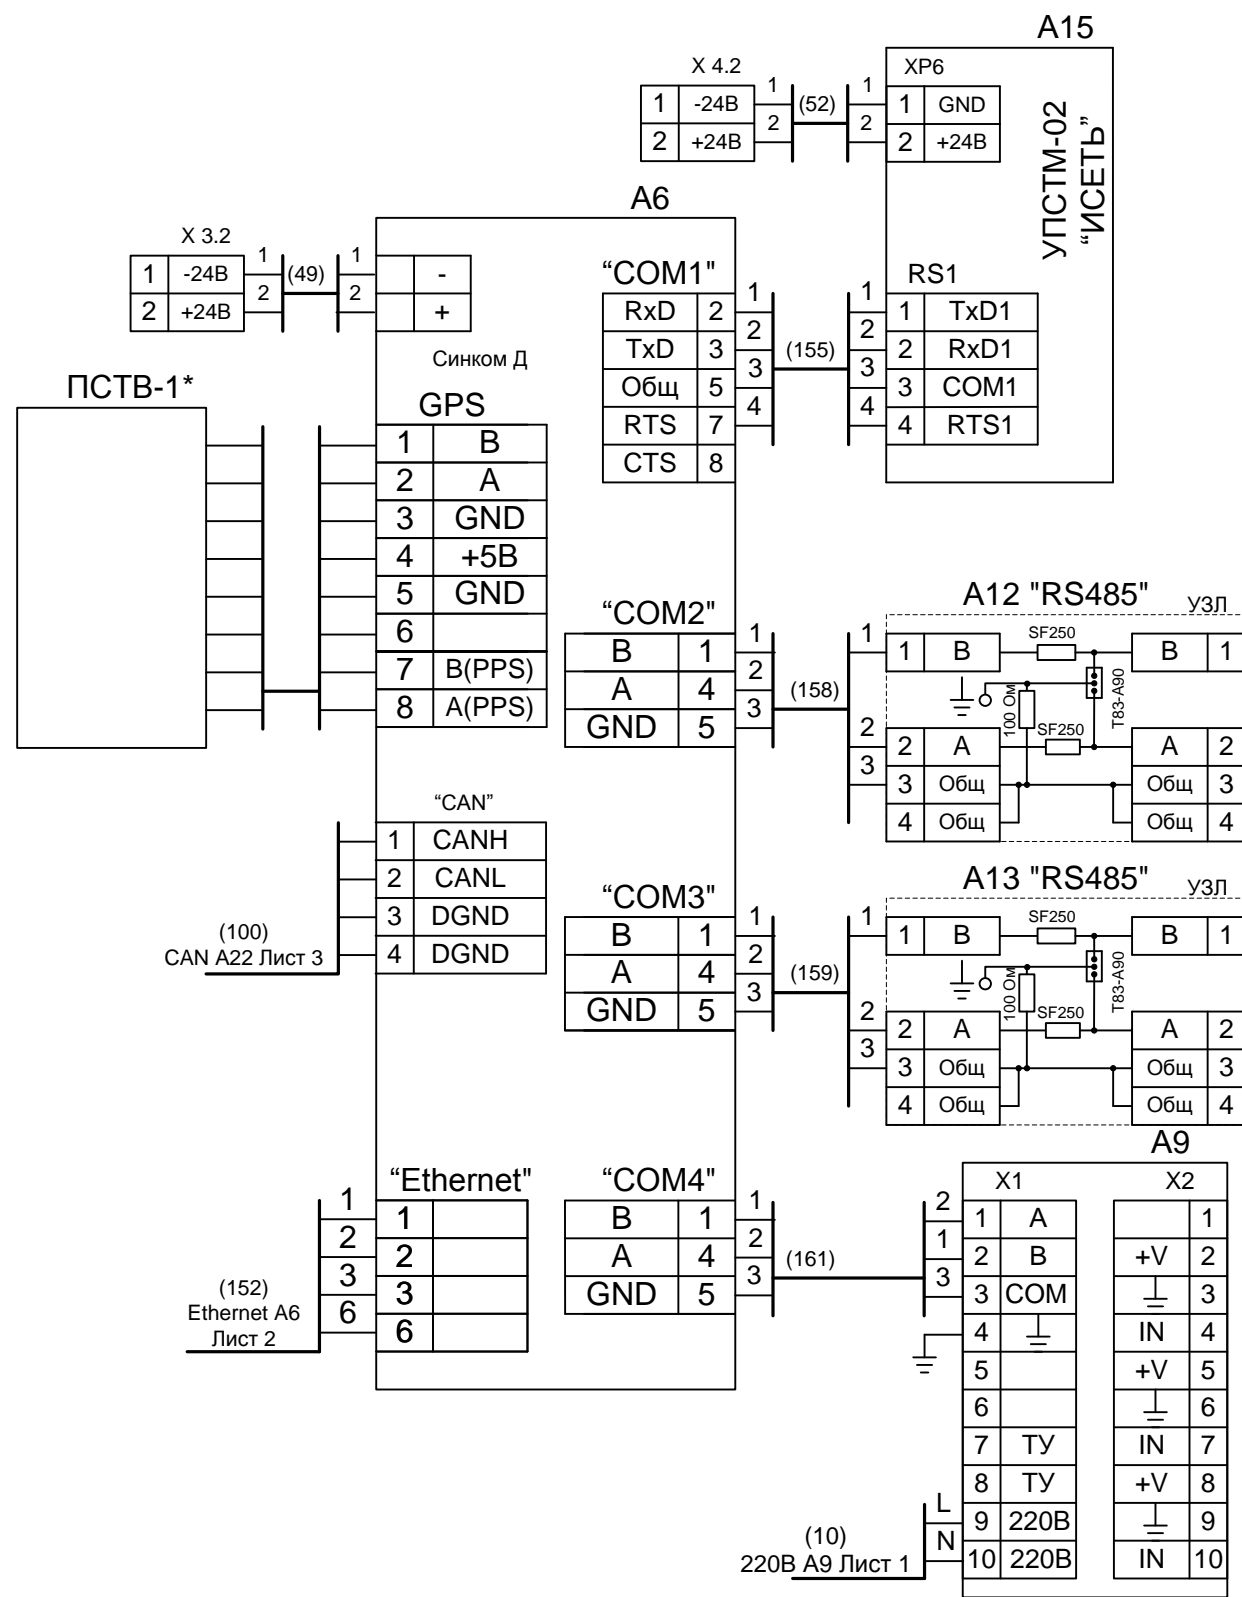 A15
X 4.2
1 -24В 1 (52) 1
2 +24В 2 2
XP6
1 GND
2 +24В
УПСТМ-02
“ИСЕТЬ”
A6
X 3.2
1 -24В 1 (49) 1 -
2 +24В 2 2 +
Синком Д
“COM1"
RxD 2 1
TxD 3 2
Общ 5 3
RTS 7 4
CTS 8
(155)
RS1
1 1 TxD1
2 2 RxD1
3 3 COM1
4 4 RTS1
ПСТВ-1*
GPS
1 B
2 A
3 GND
4 +5В
5 GND
6
7 B(PPS)
8 A(PPS)
“COM2"
B 1 1
A 4 2
GND 5 3
(158)
A12 "RS485"
УЗЛ
1 1 B SF250 B 1
100 Ом
T83-A90
2 2 A SF250 A 2
3 3 Общ Общ 3
4 Общ Общ 4
“CAN”
1 CANH
2 CANL
3 DGND
4 DGND
(100)
CAN A22 Лист 3
“COM3"
B 1 1
A 4 2
GND 5 3
(159)
A13 "RS485"
УЗЛ
1 1 B SF250 B 1
100 Ом
T83-A90
2 2 A SF250 A 2
3 3 Общ Общ 3
4 Общ Общ 4
“Ethernet"
1 1
2 2
3 3
6 6
(152)
Ethernet A6
Лист 2
“COM4"
B 1 1
A 4 2
GND 5 3
(161)
A9
X1 X2
2 1 A 1
1 2 B +V 2
3 3 COM 3
4 IN 4
5 +V 5
6 6
7 ТУ IN 7
8 ТУ +V 8
L 9 220В 9
N 10 220В IN 10
(10)
220В A9 Лист 1